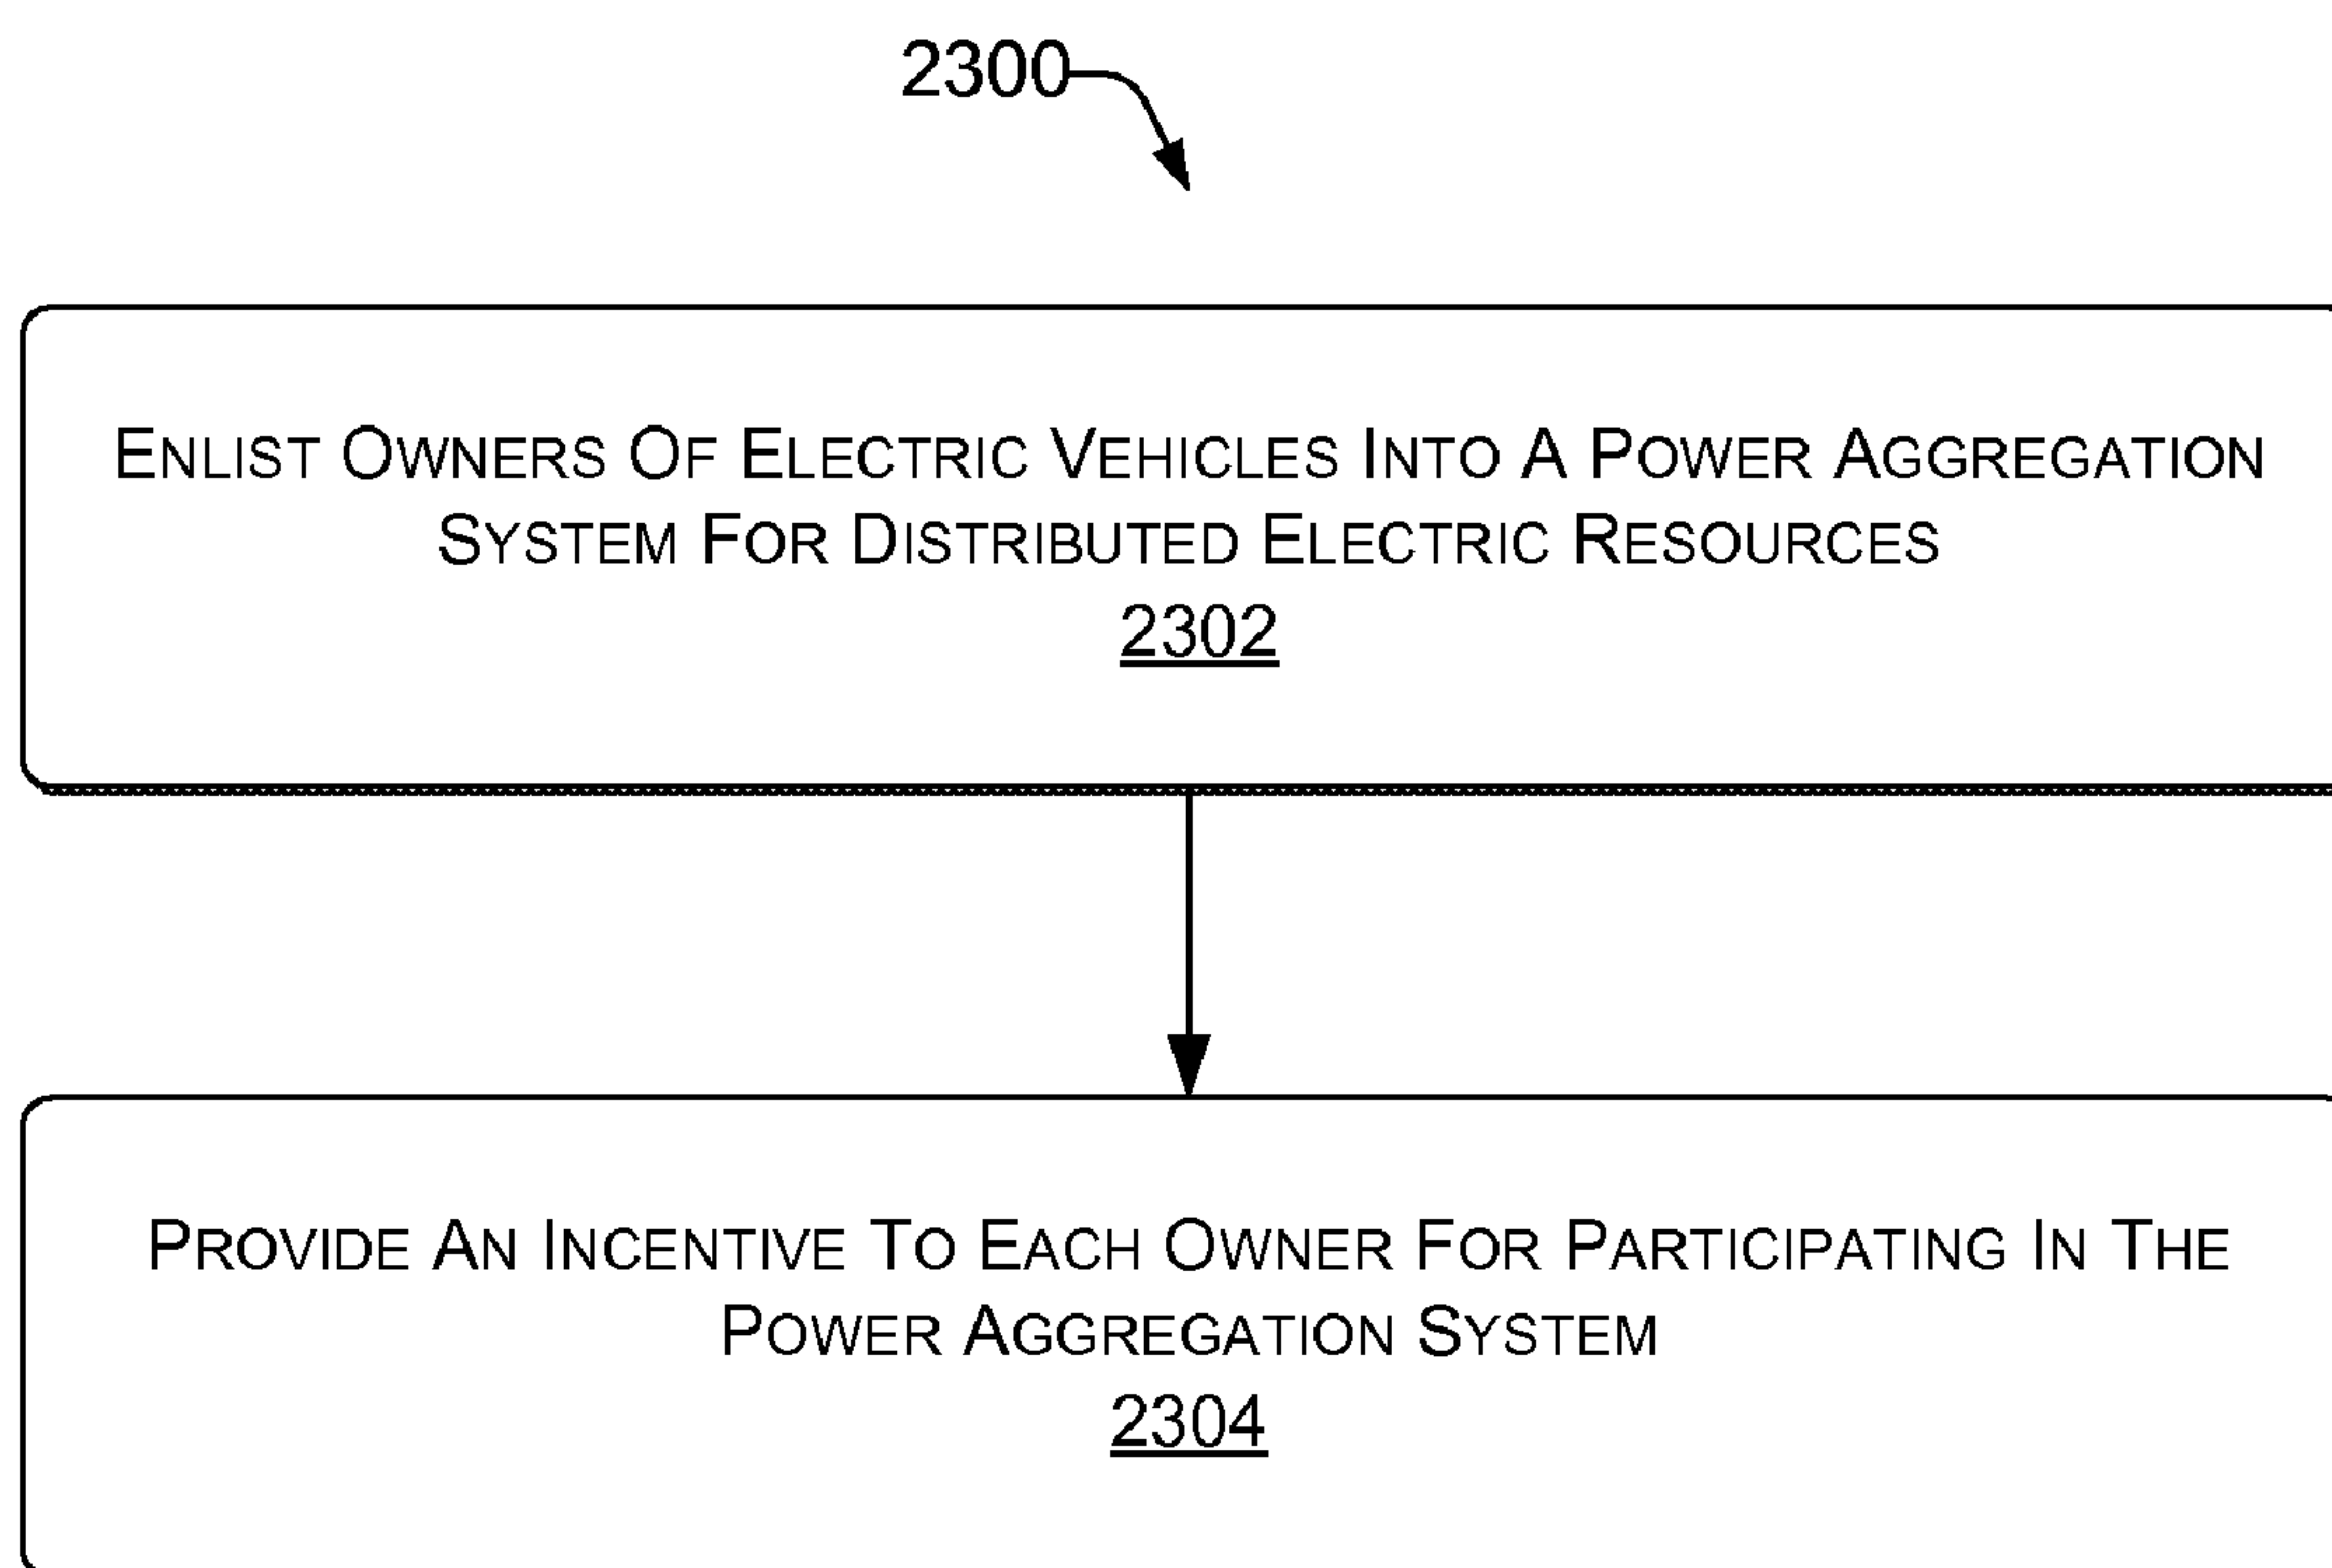 2300
ENLIST OWNERS OF ELECTRIC VEHICLES INTO A POWER AGGREGATION
SYSTEM FOR DISTRIBUTED ELECTRIC RESOURCES
2302
PROVIDE AN INCENTIVE TO EACH OWNER FOR PARTICIPATING IN THE
POWER AGGREGATION SYSTEM
2304